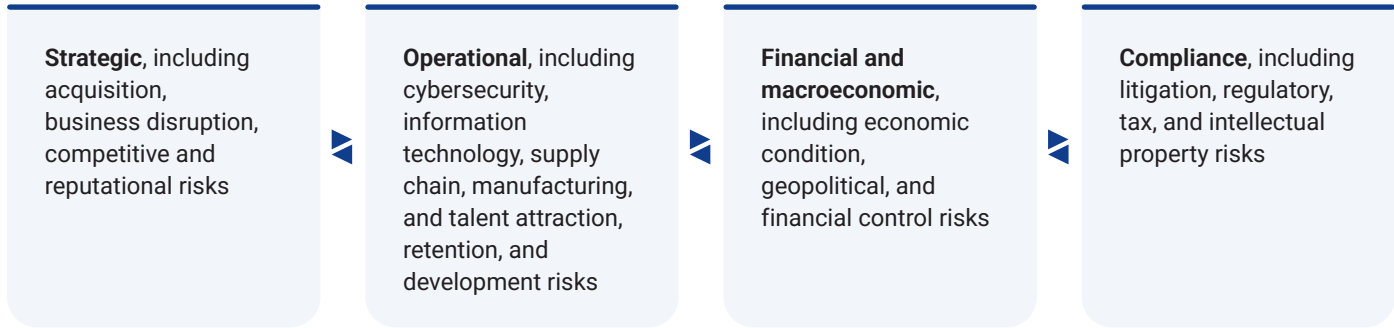 Strategic, including
acquisition,
business disruption,
competitive and
reputational risks
Operational, including
cybersecurity,
information
technology, supply
chain, manufacturing,
and talent attraction,
retention, and
development risks
Financial and
macroeconomic,
including economic
condition,
geopolitical, and
financial control risks
Compliance, including
litigation, regulatory,
tax, and intellectual
property risks